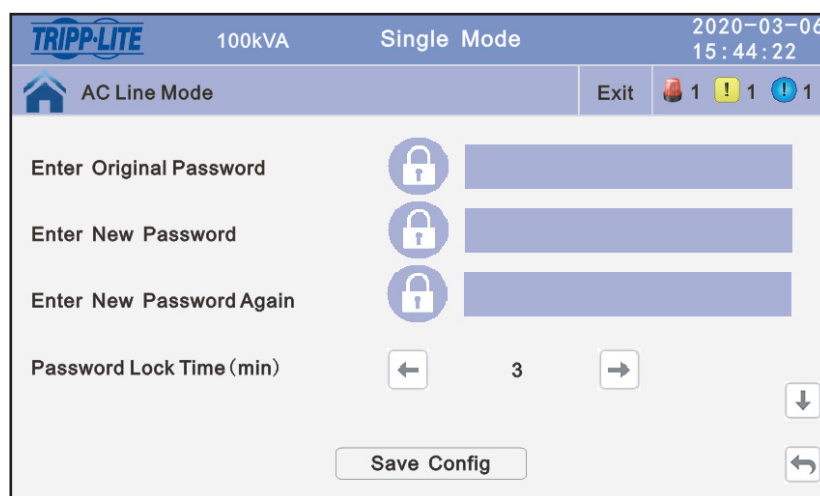 TRIPP·LITE 100kVA Single Mode 2020-03-06
15:44:22
AC Line Mode Exit 1 ! 1 ! 1
Enter Original Password
Enter New Password
Enter New Password Again
Password Lock Time(min) 3
Save Config